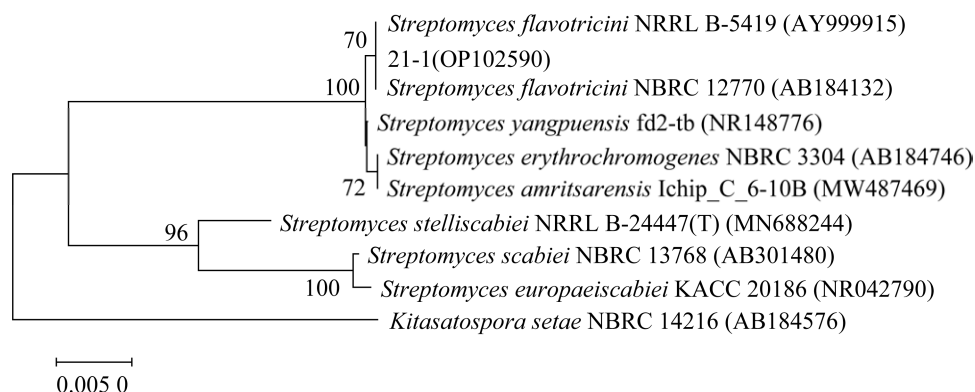 Streptomyces flavotricini NRRL B-5419 (AY999915)
70
21-1(OP102590)
100
Streptomyces flavotricini NBRC 12770 (AB184132)
Streptomyces yangpuensis fd2-tb (NR148776)
Streptomyces erythrochromogenes NBRC 3304 (AB184746)
72
Streptomyces amritsarensis Ichip_C_6-10B (MW487469)
Streptomyces stelliscabiei NRRL B-24447(T) (MN688244)
96
Streptomyces scabiei NBRC 13768 (AB301480)
100
Streptomyces europaeiscabiei KACC 20186 (NR042790)
Kitasatospora setae NBRC 14216 (AB184576)
0.005 0